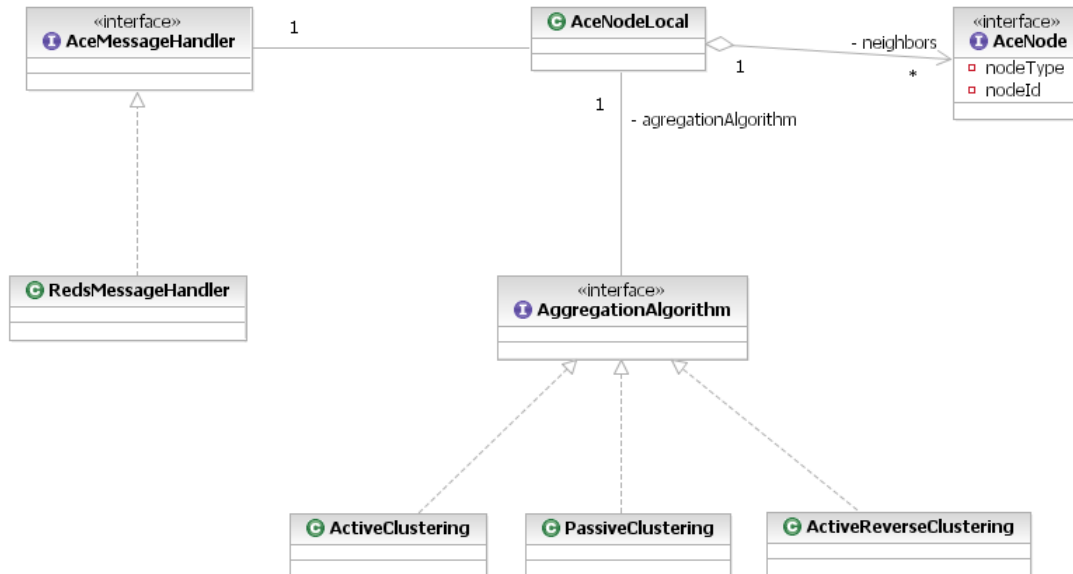 «interface»
AceMessageHandler
1
AceNodeLocal
- neighbors
1
*
«interface»
AceNode
nodeType
nodeId
1
- agregationAlgorithm
RedsMessageHandler
«interface»
AggregationAlgorithm
ActiveClustering
PassiveClustering
ActiveReverseClustering